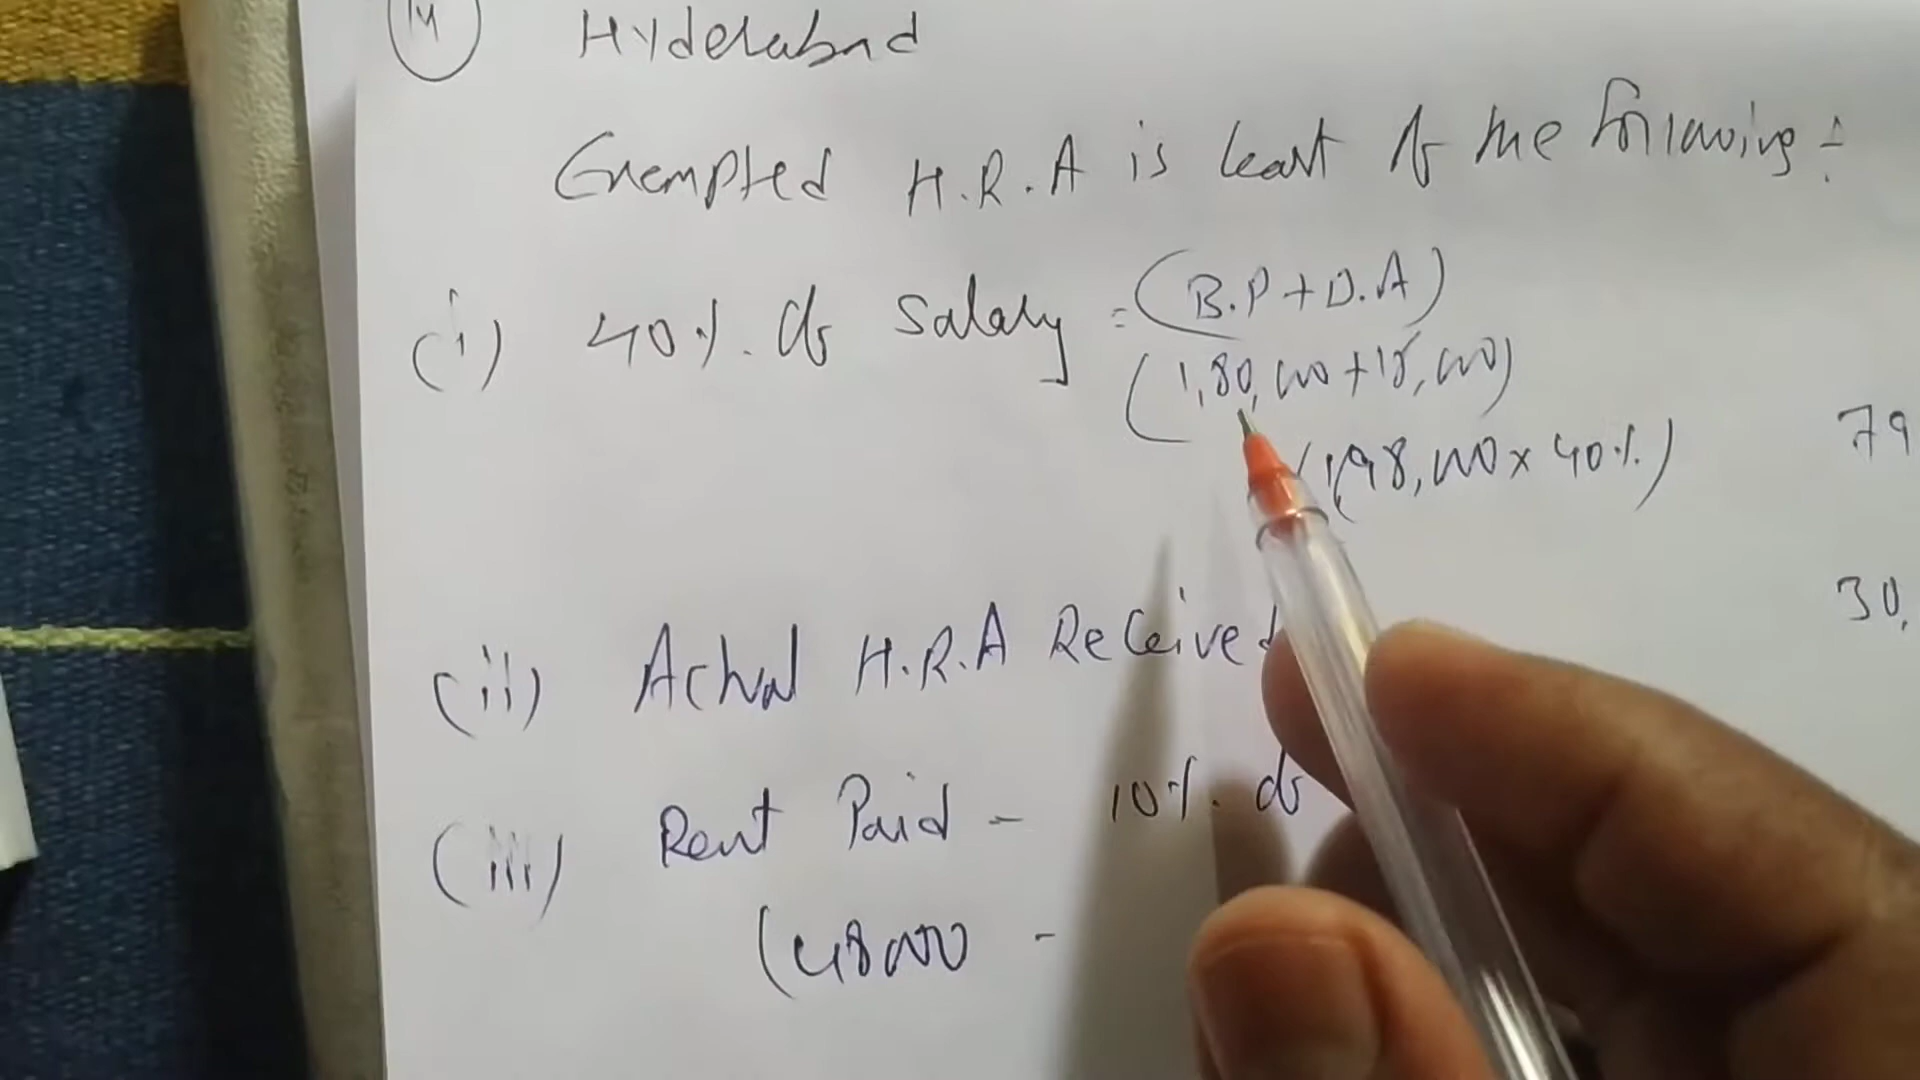 14 Hyderabad
Exempted H.R.A is least of the following :-
(i) 40%. of Salary = (B.P + D.A)
(1,80,000 + 18,000)
(1,98,000 x 40%) 79
(ii) Actual H.R.A Received 30,
(iii) Rent Paid - 10%. of
(48000 -